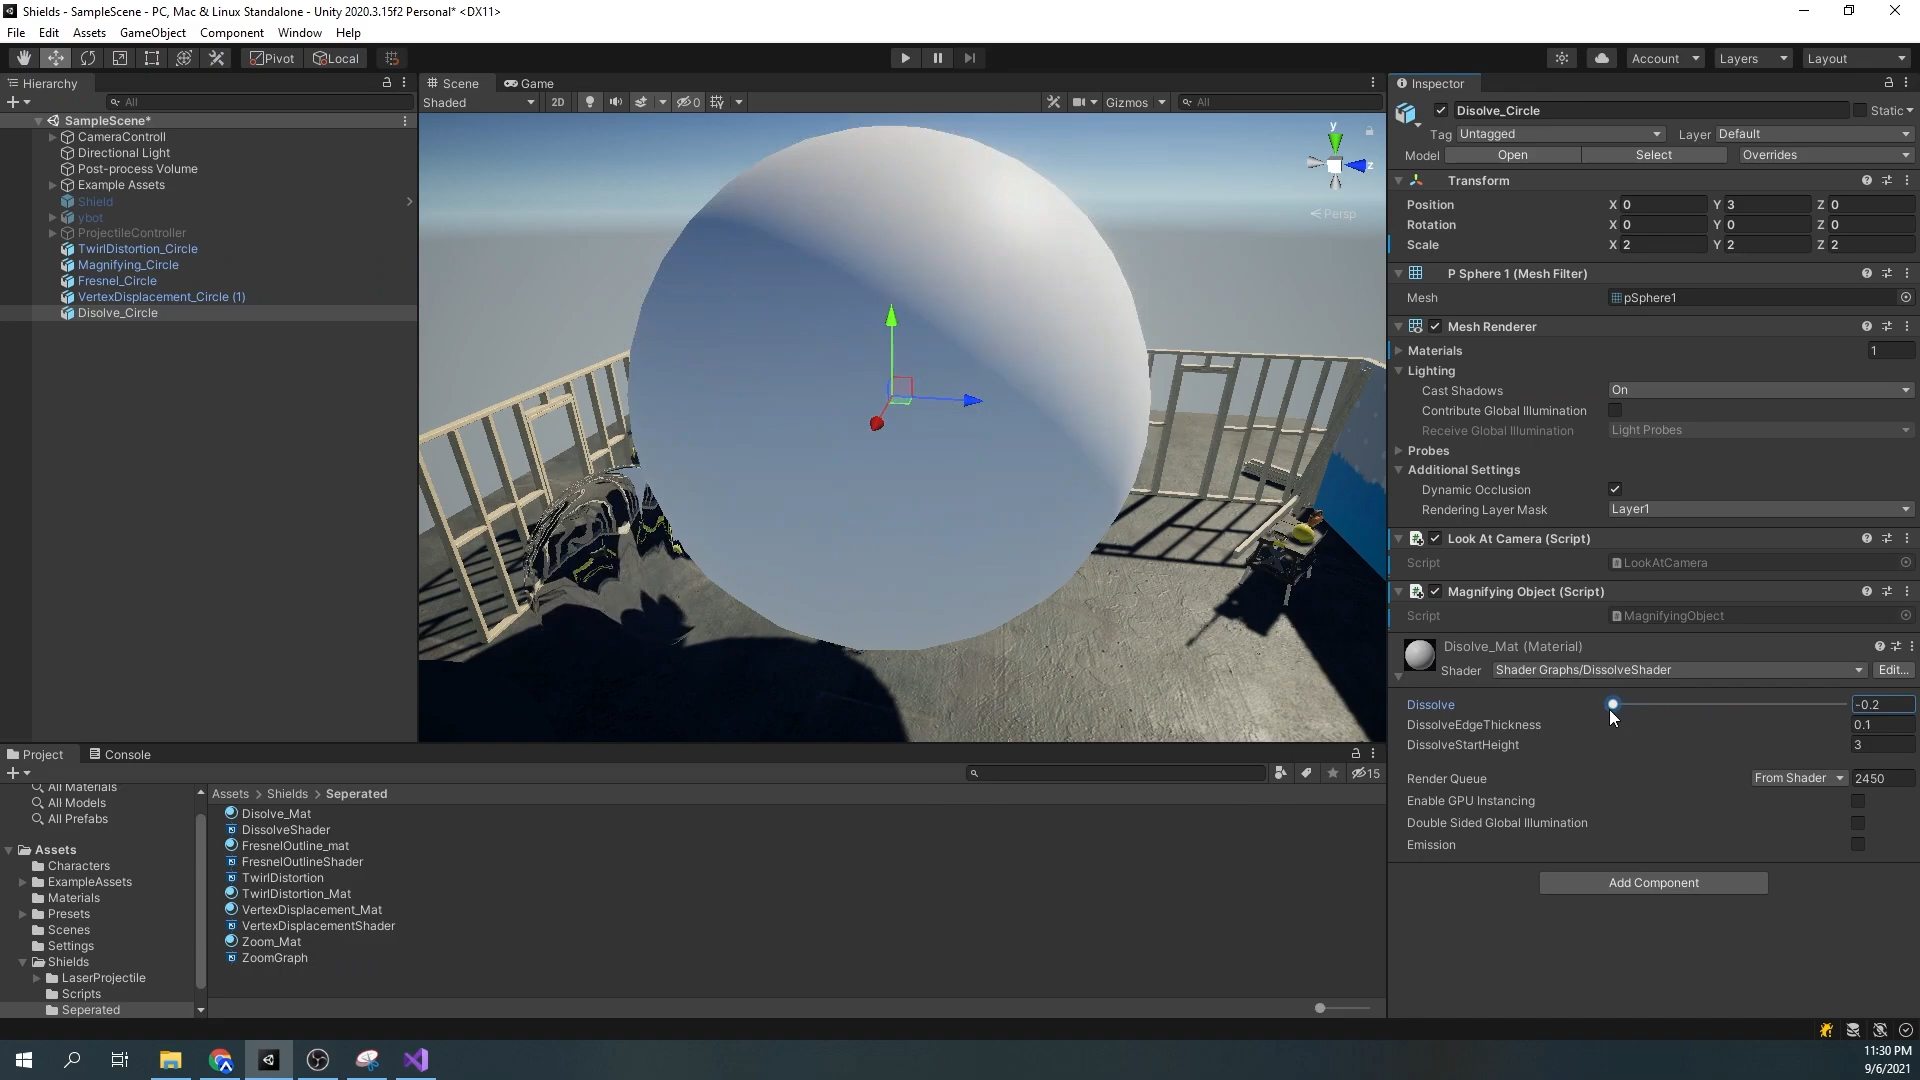 Shields - SampleScene - PC, Mac & Linux Standalone - Unity 2020.3.15f2 Personal* <DX11>
File Edit Assets GameObject Component Window Help
Pivot Local
Account Layers Layout
Hierarchy
All
SampleScene*
CameraControll
Directional Light
Post-process Volume
Example Assets
Shield
ybot
ProjectileController
TwirlDistortion_Circle
Magnifying_Circle
Fresnel_Circle
VertexDisplacement_Circle (1)
Disolve_Circle
Scene Game
Shaded 2D 0 Gizmos All
y
z
Persp
Inspector
Disolve_Circle Static
Tag Untagged Layer Default
Model Open Select Overrides
Transform
Position X 0 Y 3 Z 0
Rotation X 0 Y 0 Z 0
Scale X 2 Y 2 Z 2
P Sphere 1 (Mesh Filter)
Mesh pSphere1
Mesh Renderer
Materials 1
Lighting
Cast Shadows On
Contribute Global Illumination
Receive Global Illumination Light Probes
Probes
Additional Settings
Dynamic Occlusion
Rendering Layer Mask Layer1
Look At Camera (Script)
Script LookAtCamera
Magnifying Object (Script)
Script MagnifyingObject
Disolve_Mat (Material)
Shader Shader Graphs/DissolveShader Edit...
Dissolve -0.2
DissolveEdgeThickness 0.1
DissolveStartHeight 3
Render Queue From Shader 2450
Enable GPU Instancing
Double Sided Global Illumination
Emission
Add Component
Project Console
15
All Materials
All Models
All Prefabs
Assets
Characters
ExampleAssets
Materials
Presets
Scenes
Settings
Shields
LaserProjectile
Scripts
Seperated
Assets > Shields > Seperated
Disolve_Mat
DissolveShader
FresnelOutline_mat
FresnelOutlineShader
TwirlDistortion
TwirlDistortion_Mat
VertexDisplacement_Mat
VertexDisplacementShader
Zoom_Mat
ZoomGraph
11:30 PM
9/6/2021